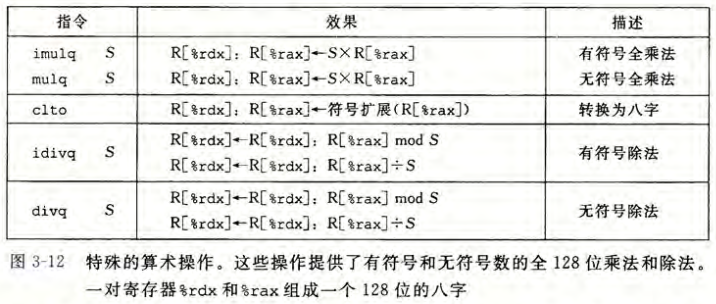 指令 效果 描述
imulq S R[%rdx]：R[%rax]←S×R[%rax] 有符号全乘法
mulq S R[%rdx]：R[%rax]←S×R[%rax] 无符号全乘法
clto R[%rdx]：R[%rax]←符号扩展(R[%rax]) 转换为八字
idivq S R[%rdx]←R[%rdx]：R[%rax] mod S 有符号除法
R[%rdx]←R[%rdx]：R[%rax]÷S
divq S R[%rdx]←R[%rdx]：R[%rax] mod S 无符号除法
R[%rdx]←R[%rdx]：R[%rax]÷S
图 3-12 特殊的算术操作。这些操作提供了有符号和无符号数的全 128 位乘法和除法。
一对寄存器%rdx 和%rax 组成一个 128 位的八字